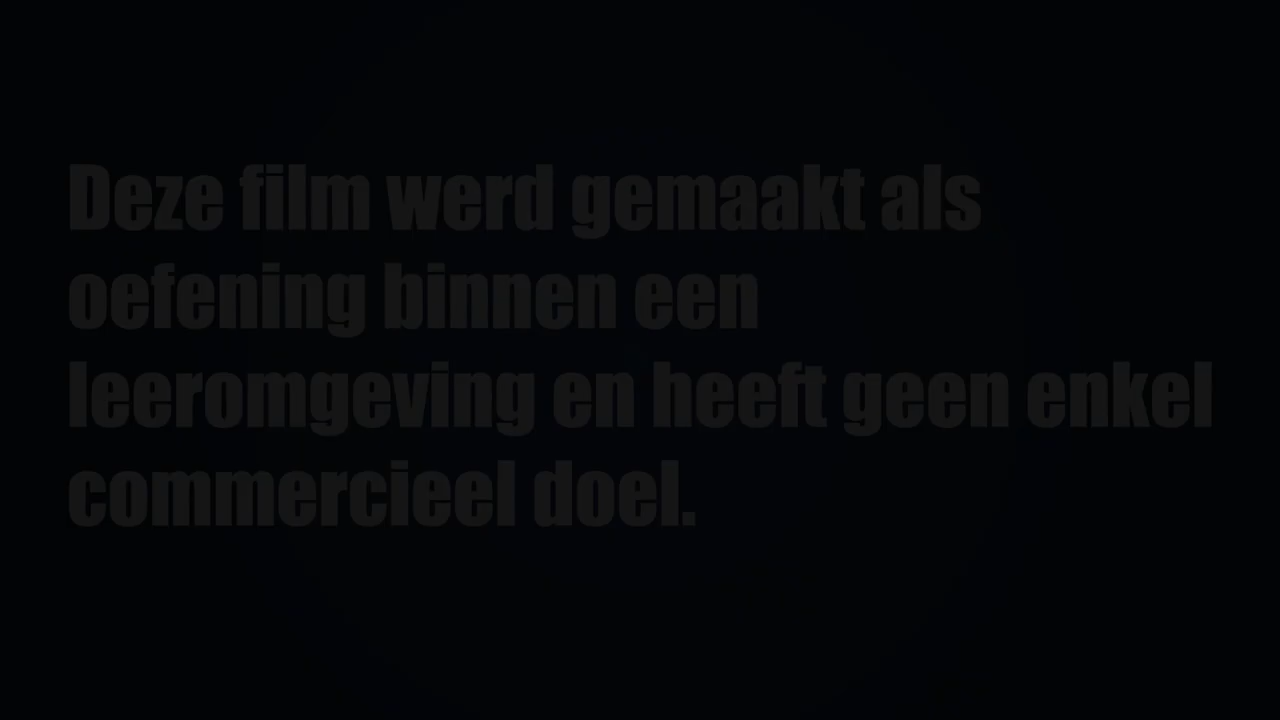 Deze film werd gemaakt als
oefening binnen een
leeromgeving en heeft geen enkel
commercieel doel.